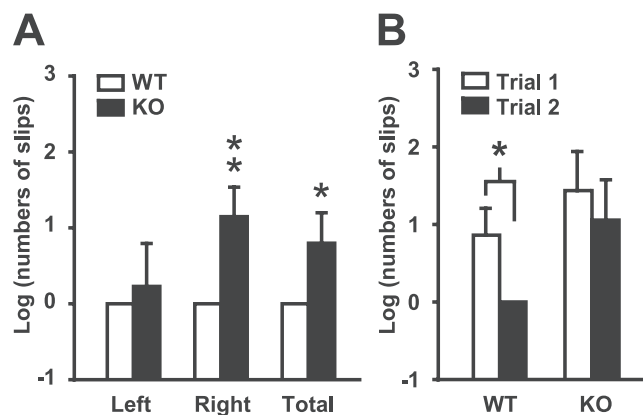 A
WT
KO
Log (numbers of slips)
3
2
1
0
-1
*
*
*
Left Right Total
B
Trial 1
Trial 2
Log (numbers of slips)
3
2
1
0
-1
*
WT KO